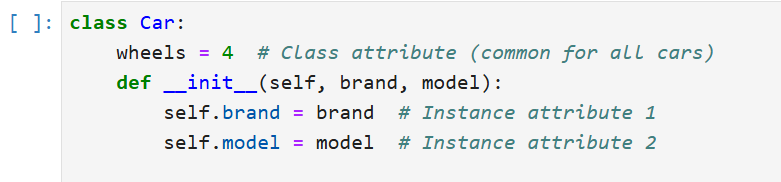 [ ]: class Car:
    wheels = 4  # Class attribute (common for all cars)
    def __init__(self, brand, model):
        self.brand = brand  # Instance attribute 1
        self.model = model  # Instance attribute 2